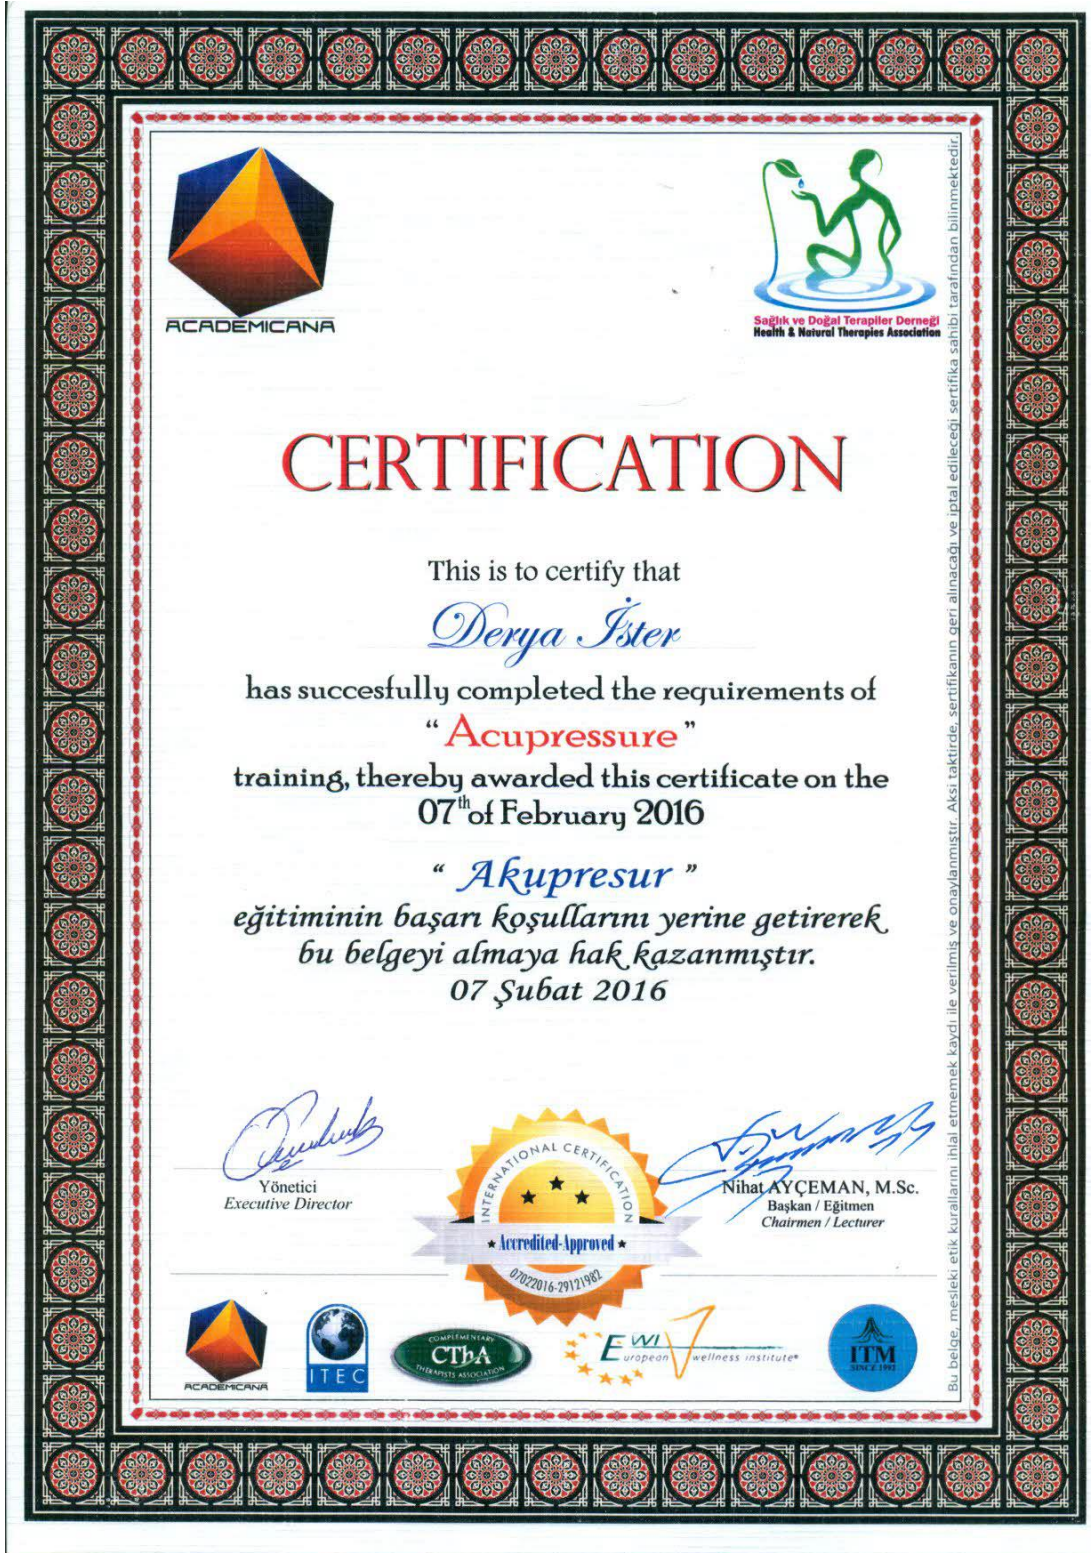 ACADEMICANA
Sağlık ve Doğal Terapiler Derneği
Health & Natural Therapies Association
CERTIFICATION
This is to certify that
Derya İster
has succesfully completed the requirements of
“ Acupressure ”
training, thereby awarded this certificate on the
07th of February 2016
“ Akupresur ”
eğitiminin başarı koşullarını yerine getirerek
bu belgeyi almaya hak kazanmıştır.
07 Şubat 2016
Yönetici
Executive Director
INTERNATIONAL CERTIFICATION
Accredited-Approved
07022016-29121982
Nihat AYÇEMAN, M.Sc.
Başkan / Eğitmen
Chairmen / Lecturer
ACADEMICANA
ITEC
COMPLEMENTARY
CThA
THERAPISTS ASSOCIATION
EWI
European wellness institute®
ITM
SINCE 1992
Bu belge, mesleki etik kurallarını ihlal etmemek kaydı ile verilmiş ve onaylanmıştır. Aksi taktirde, sertifikanın geri alınacağı ve iptal edileceği sertifika sahibi tarafından bilinmektedir.